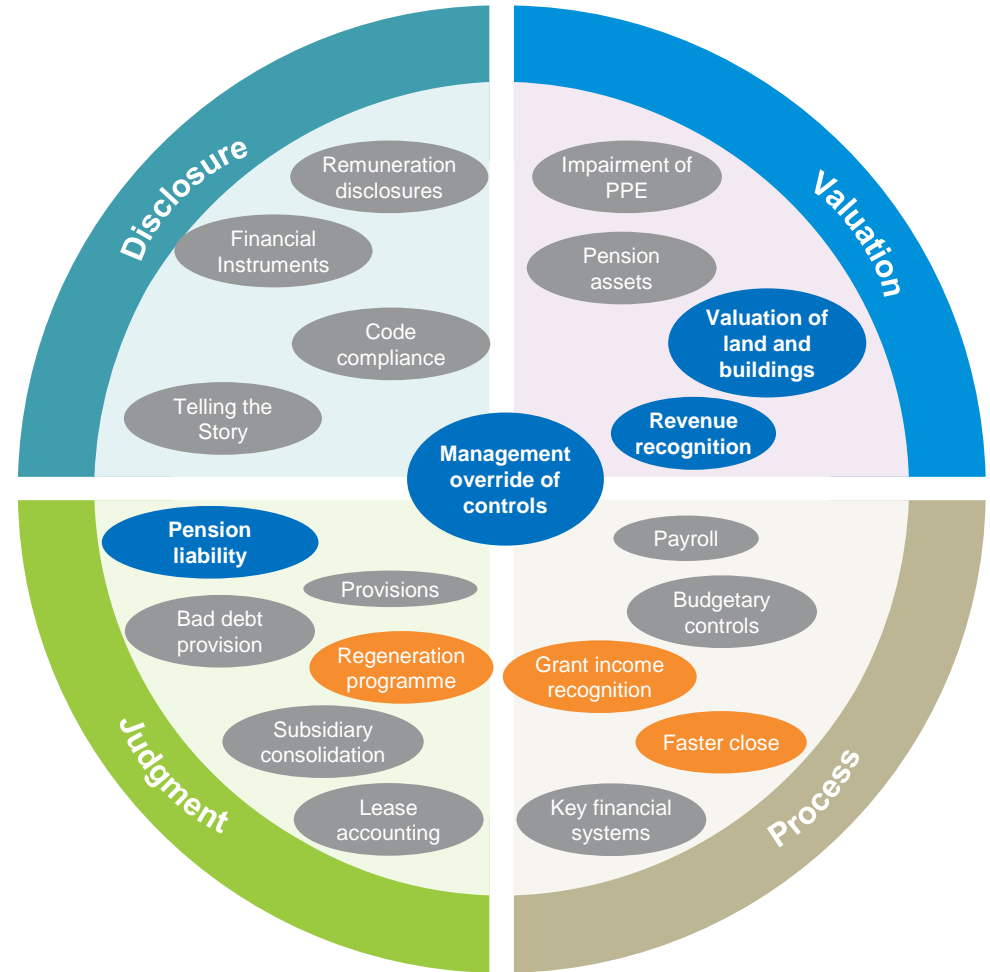 Disclosure
Remuneration
disclosures
Financial
Instruments
Code
compliance
Telling the
Story
Valuation
Impairment of
PPE
Pension
assets
Valuation of
land and
buildings
Revenue
recognition
Management
override of
controls
Judgment
Pension
liability
Provisions
Bad debt
provision
Regeneration
programme
Subsidiary
consolidation
Lease
accounting
Process
Payroll
Budgetary
controls
Grant income
recognition
Faster close
Key financial
systems